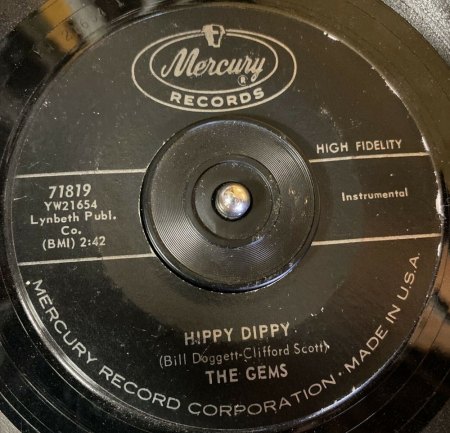 Mercury
®
RECORDS
HIGH FIDELITY
71819
YW21654
Lynbeth Publ.
Co.
(BMI) 2:42
Instrumental
HIPPY DIPPY
(Bill Doggett-Clifford Scott)
THE GEMS
· MERCURY RECORD CORPORATION · MADE IN U.S.A.